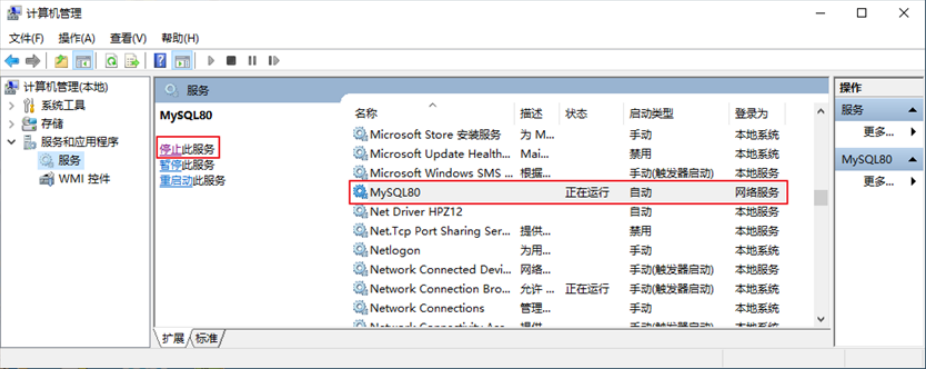 计算机管理
文件(F) 操作(A) 查看(V) 帮助(H)
计算机管理(本地)
系统工具
存储
服务和应用程序
服务
WMI 控件
服务
MySQL80
停止此服务
暂停此服务
重启动此服务
名称 描述 状态 启动类型 登录为
Microsoft Store 安装服务 为 M... 手动 本地系统
Microsoft Update Health... Mai... 禁用 本地系统
Microsoft Windows SMS ... 根据... 手动(触发器启动) 本地系统
MySQL80 正在运行 自动 网络服务
Net Driver HPZ12 自动 本地服务
Net.Tcp Port Sharing Ser... 提供... 禁用 本地服务
Netlogon 为用... 手动 本地系统
Network Connected Devi... 网络... 手动(触发器启动) 本地服务
Network Connection Bro... 允许 ... 正在运行 手动(触发器启动) 本地系统
Network Connections 管理... 手动 本地系统
Network Connectivity Ass... 提供... 手动(触发器启动) 本地系统
扩展 标准
操作
服务
更多...
MySQL80
更多...